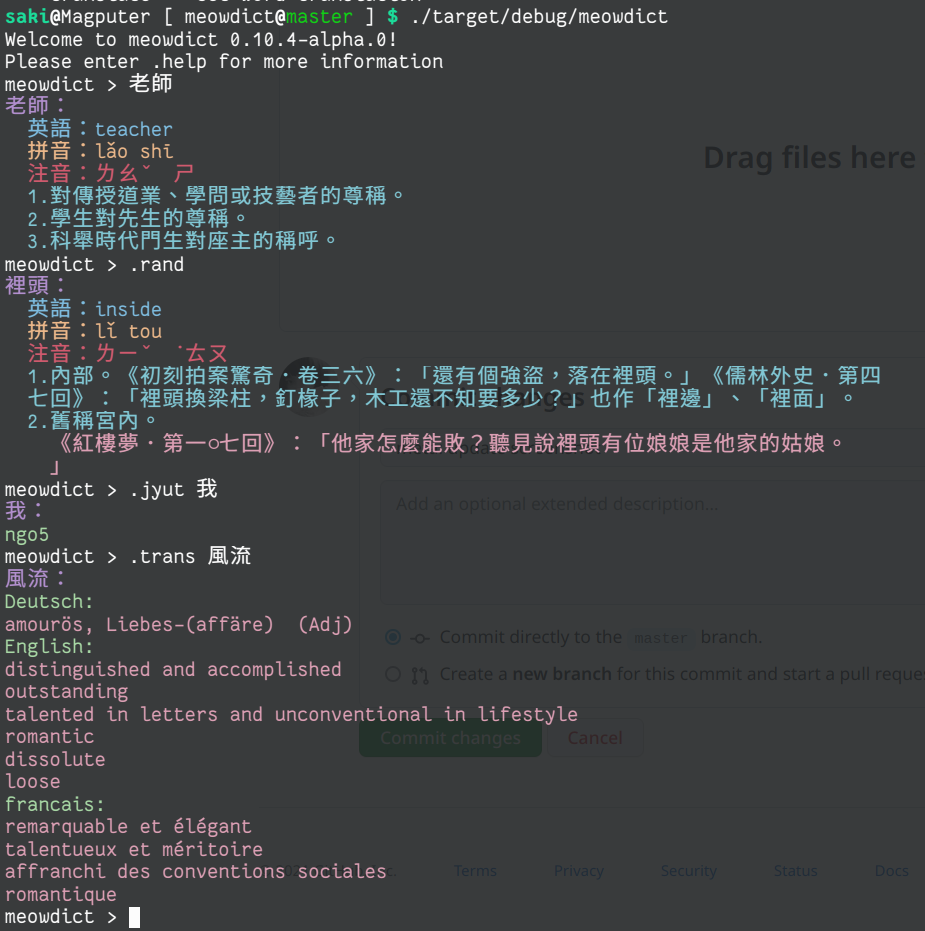 saki@Magputer [ meowdict@master ] $ ./target/debug/meowdict
Welcome to meowdict 0.10.4-alpha.0!
Please enter .help for more information
meowdict > 老師
老師：
英語：teacher
拼音：lǎo shī
注音：ㄌㄠˇ ㄕ
1.對傳授道業、學問或技藝者的尊稱。
2.學生對先生的尊稱。
3.科舉時代門生對座主的稱呼。
meowdict > .rand
裡頭：
英語：inside
拼音：lǐ tou
注音：ㄌㄧˇ ˙ㄊㄡ
1.內部。《初刻拍案驚奇．卷三六》：「還有個強盜，落在裡頭。」《儒林外史．第四
七回》：「裡頭換梁柱，釘椽子，木工還不知要多少？」也作「裡邊」、「裡面」。
2.舊稱宮內。
《紅樓夢．第一○七回》：「他家怎麼能敗？聽見說裡頭有位娘娘是他家的姑娘。
」
meowdict > .jyut 我
我：
ngo5
meowdict > .trans 風流
風流：
Deutsch:
amourös, Liebes-(affäre)  (Adj)
English:
distinguished and accomplished
outstanding
talented in letters and unconventional in lifestyle
romantic
dissolute
loose
francais:
remarquable et élégant
talentueux et méritoire
affranchi des conventions sociales
romantique
meowdict >
Drag files here
Add an optional extended description...
Commit directly to the master branch.
Create a new branch for this commit and start a pull reque
Commit changes
Cancel
Terms
Privacy
Security
Status
Docs